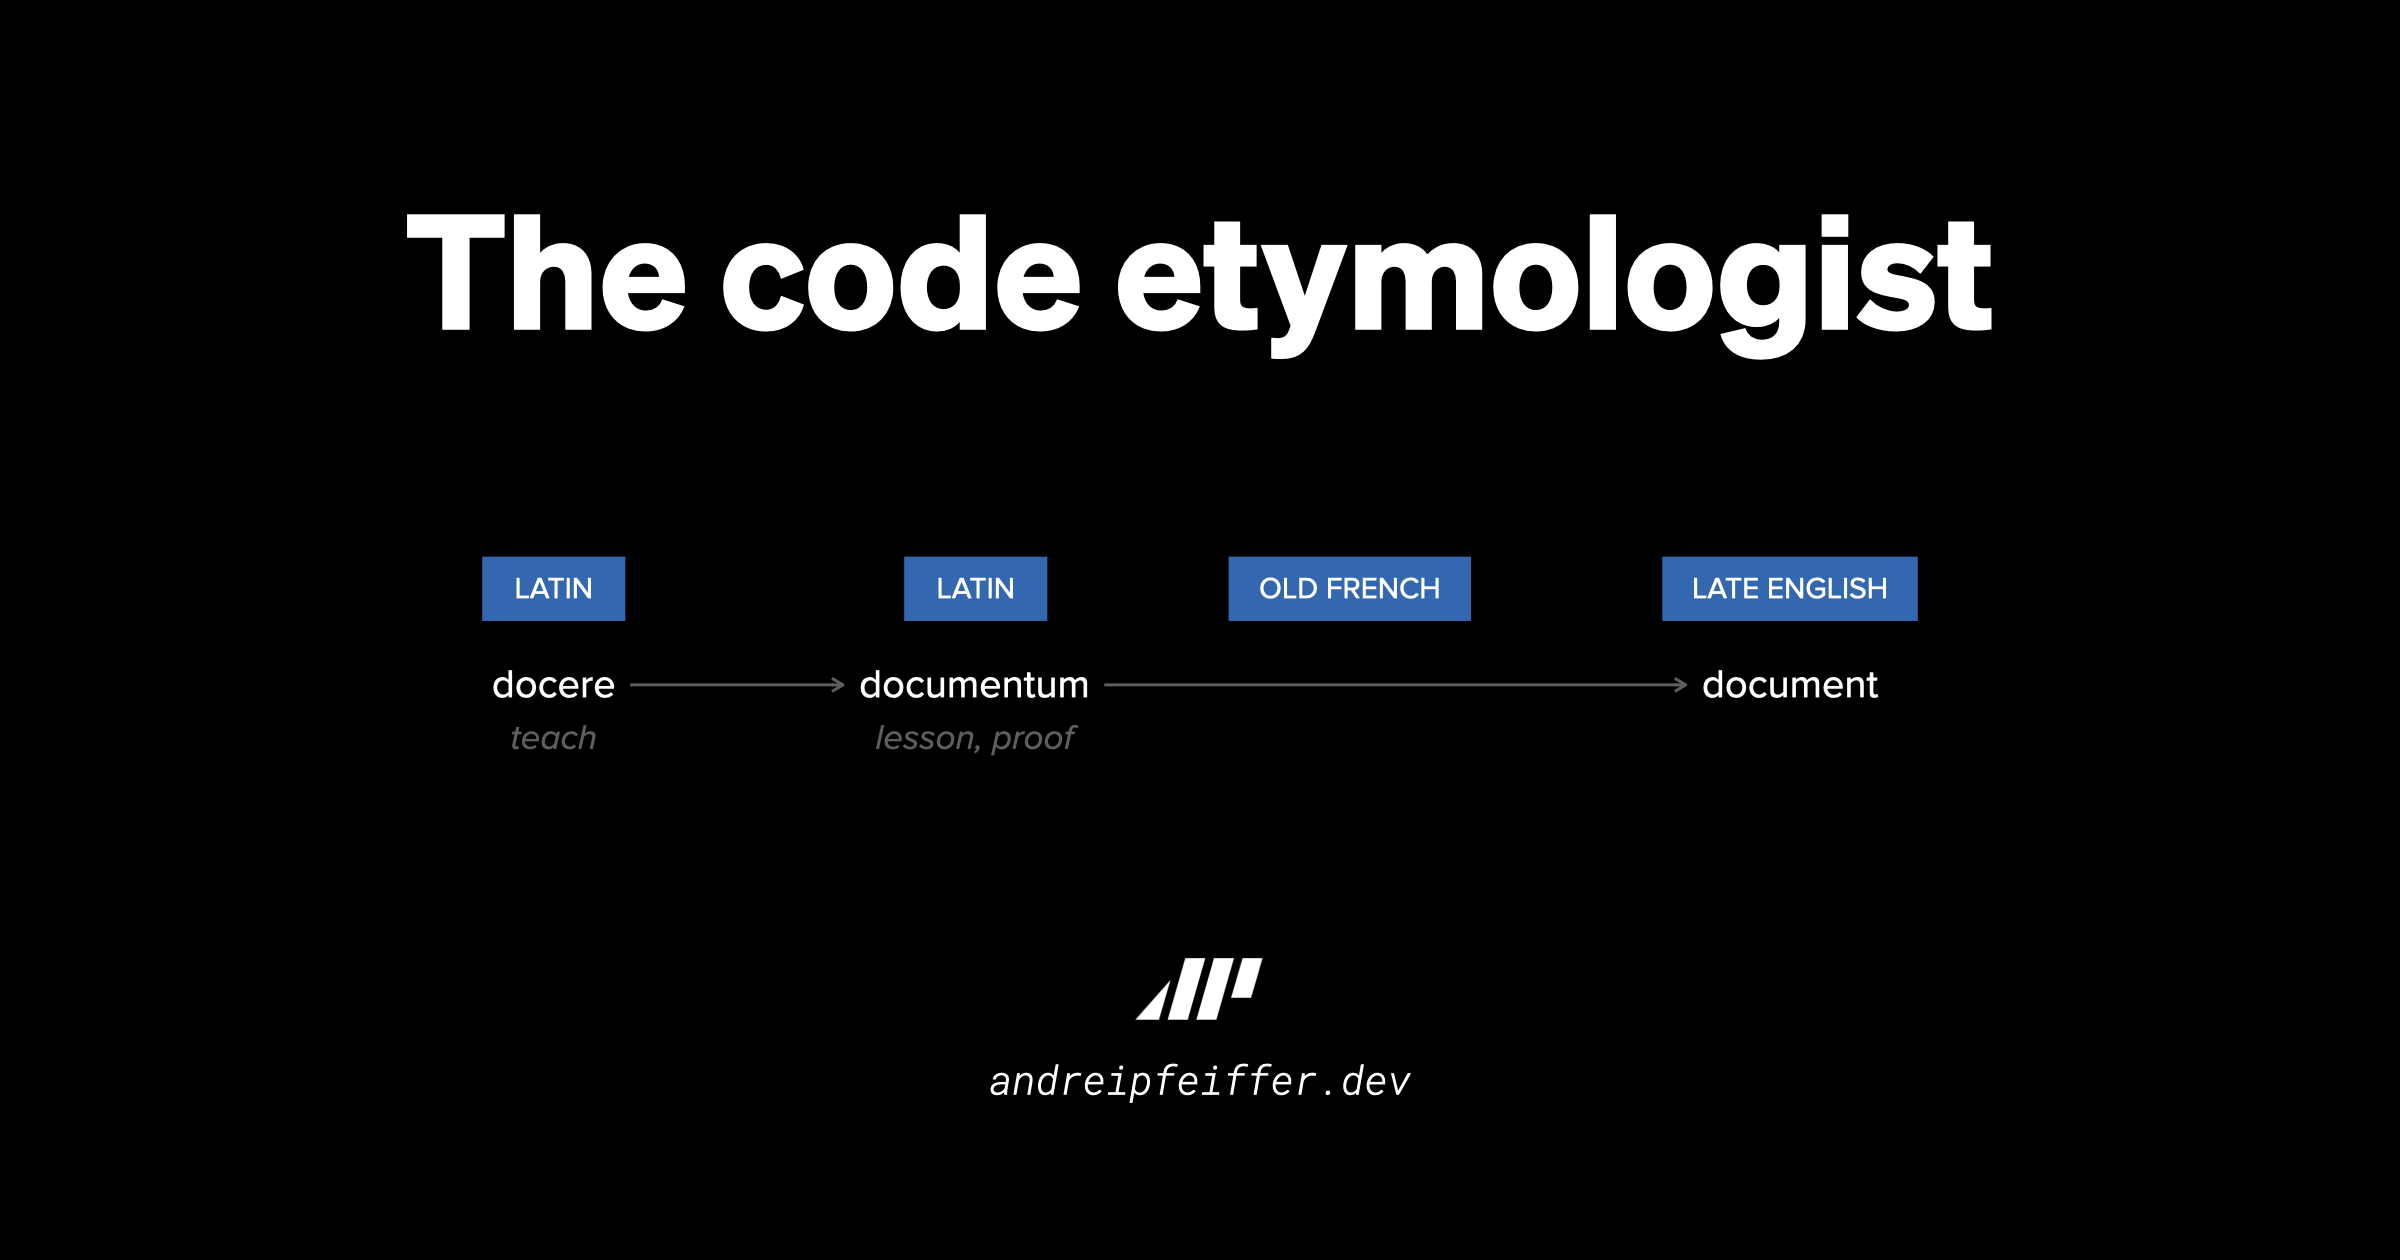 The code etymologist
LATIN LATIN OLD FRENCH LATE ENGLISH
docere documentum document
teach lesson, proof
andreipfeiffer.dev